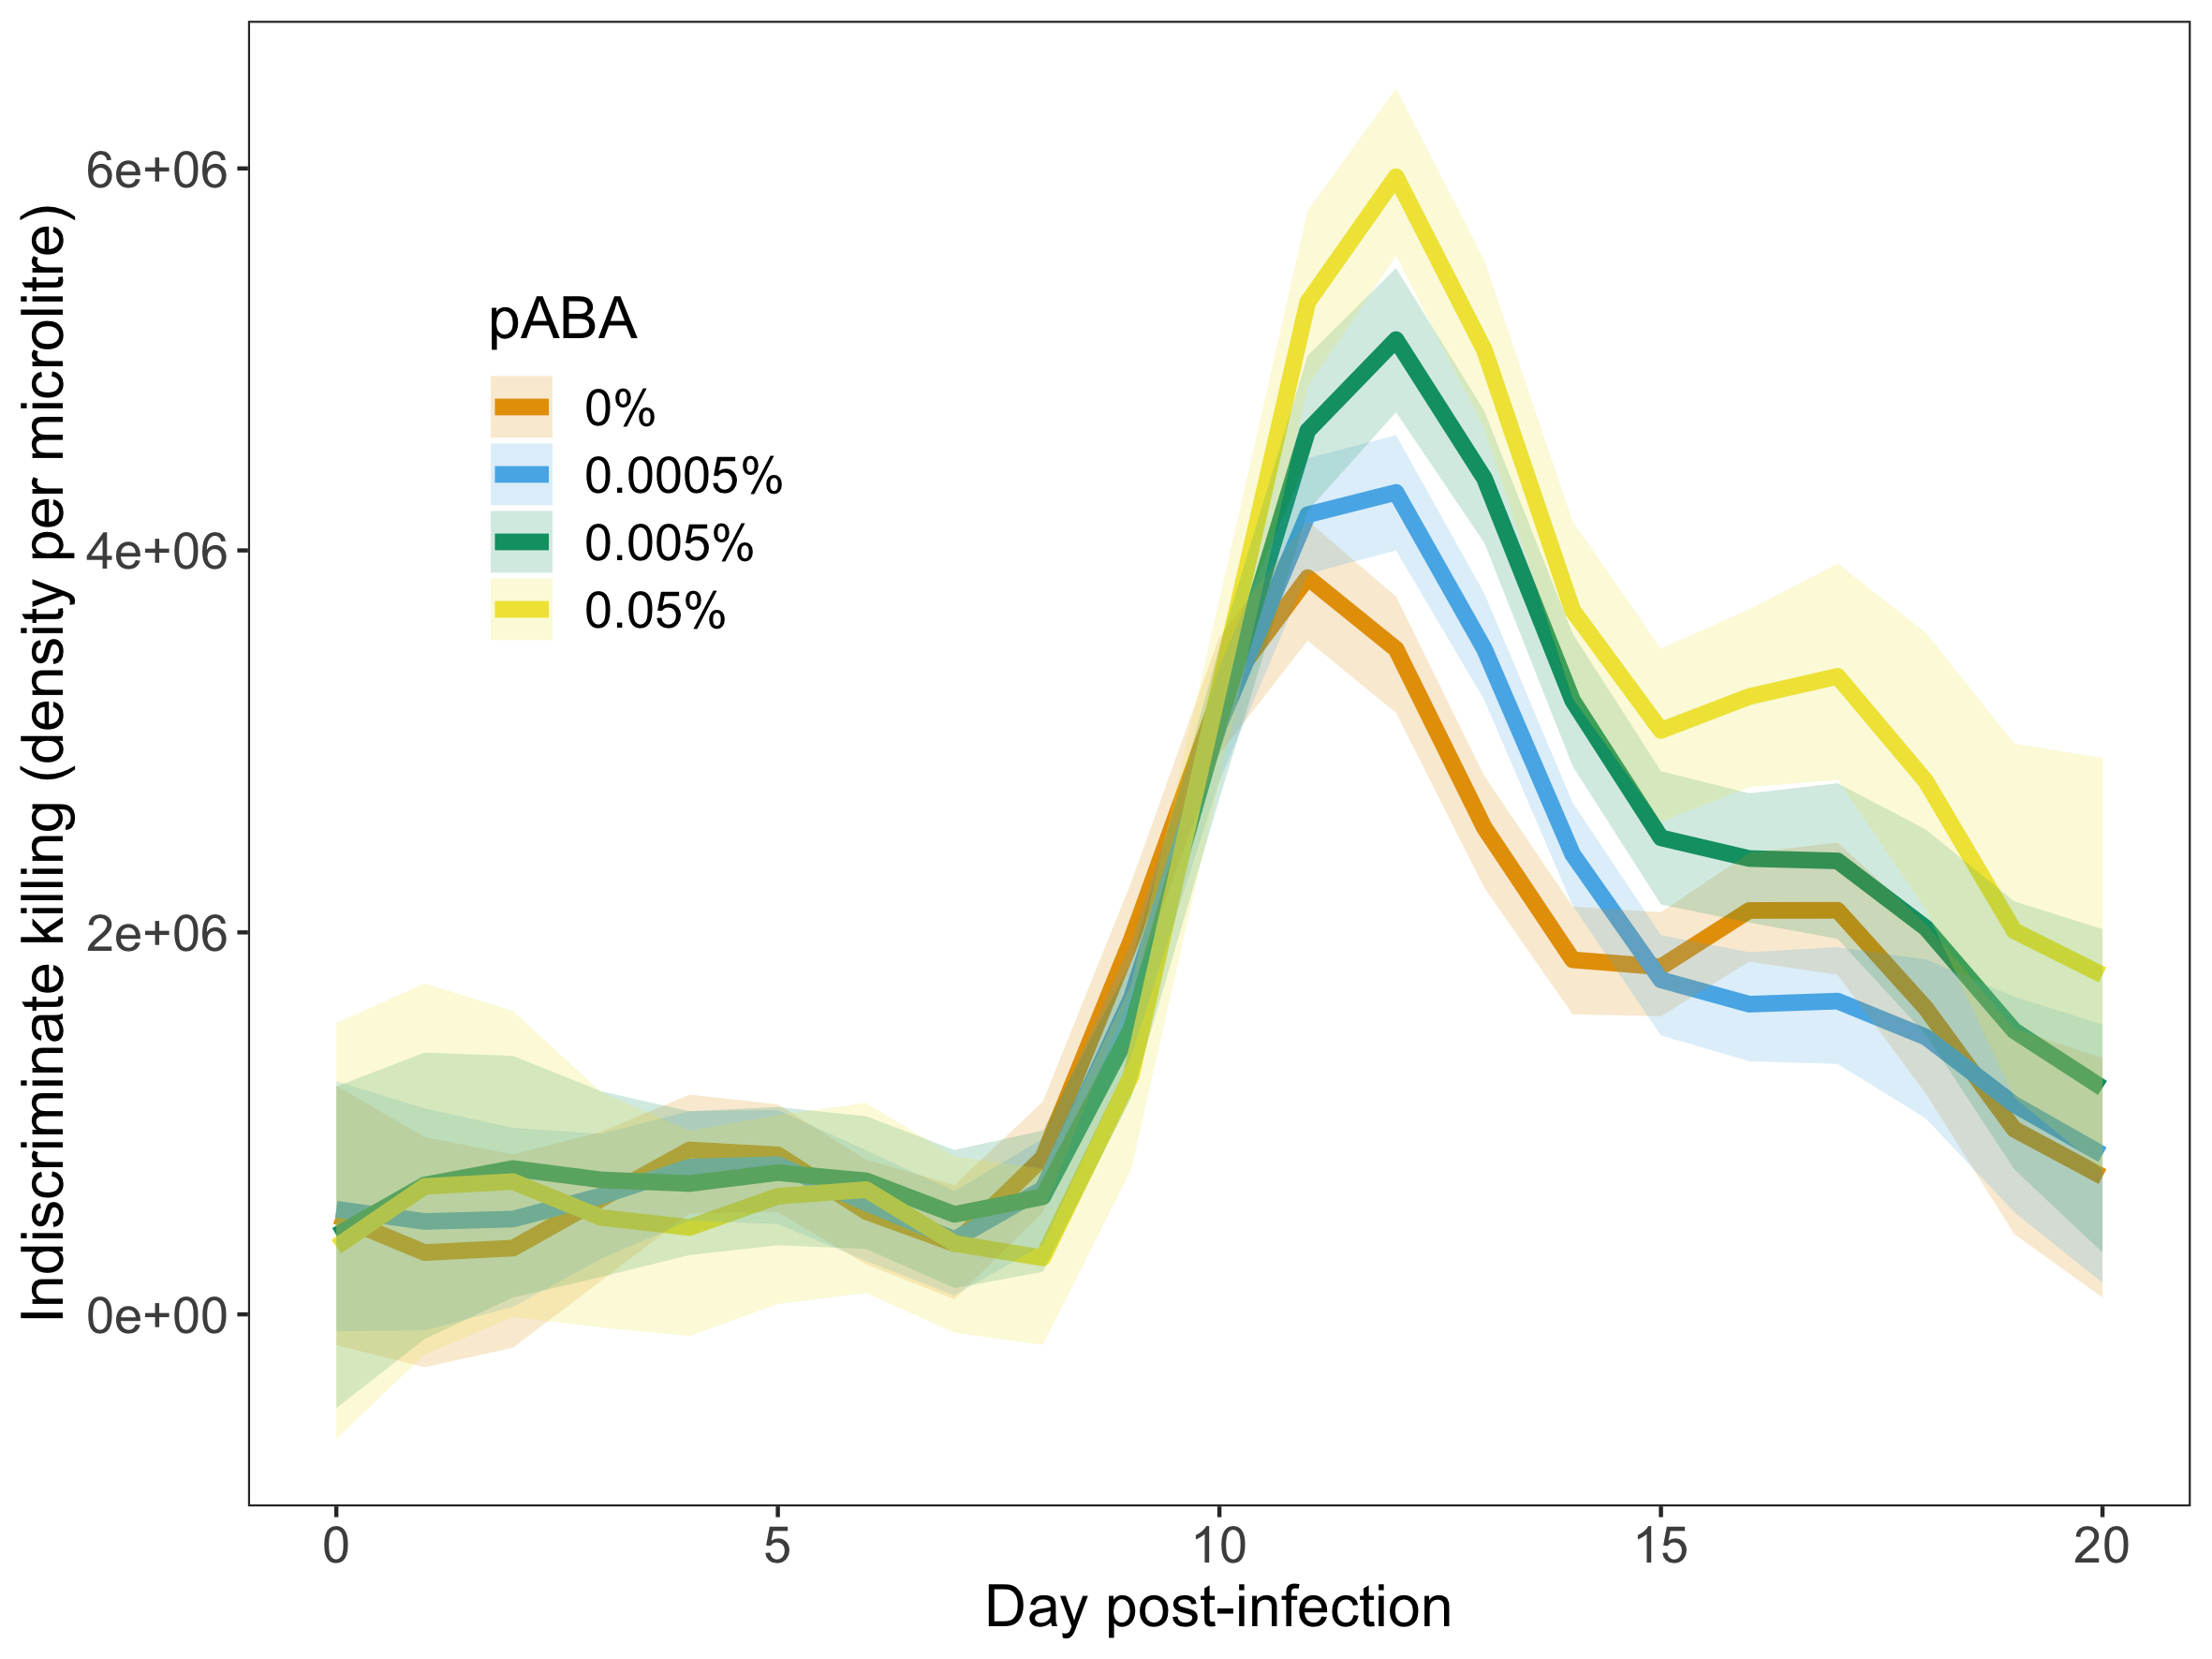 6e+06
4e+06
2e+06
0e+00
Indiscriminate killing (density per microlitre)
pABA
0%
0.0005%
0.005%
0.05%
0 5 10 15 20
Day post-infection